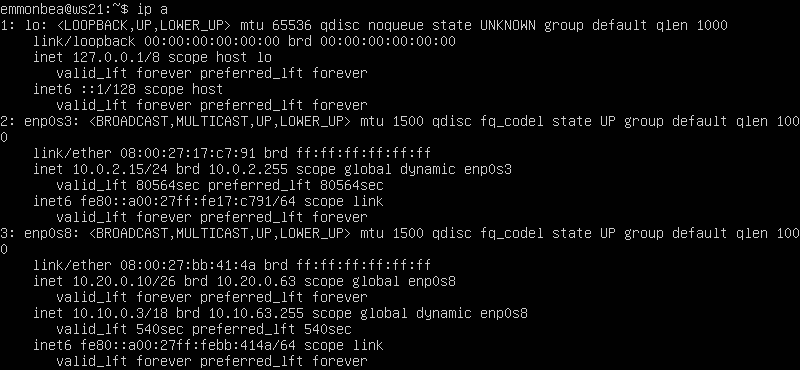 emmonbea@ws21:~$ ip a
1: lo: <LOOPBACK,UP,LOWER_UP> mtu 65536 qdisc noqueue state UNKNOWN group default qlen 1000
    link/loopback 00:00:00:00:00:00 brd 00:00:00:00:00:00
    inet 127.0.0.1/8 scope host lo
       valid_lft forever preferred_lft forever
    inet6 ::1/128 scope host
       valid_lft forever preferred_lft forever
2: enp0s3: <BROADCAST,MULTICAST,UP,LOWER_UP> mtu 1500 qdisc fq_codel state UP group default qlen 100
0
    link/ether 08:00:27:17:c7:91 brd ff:ff:ff:ff:ff:ff
    inet 10.0.2.15/24 brd 10.0.2.255 scope global dynamic enp0s3
       valid_lft 80564sec preferred_lft 80564sec
    inet6 fe80::a00:27ff:fe17:c791/64 scope link
       valid_lft forever preferred_lft forever
3: enp0s8: <BROADCAST,MULTICAST,UP,LOWER_UP> mtu 1500 qdisc fq_codel state UP group default qlen 100
0
    link/ether 08:00:27:bb:41:4a brd ff:ff:ff:ff:ff:ff
    inet 10.20.0.10/26 brd 10.20.0.63 scope global enp0s8
       valid_lft forever preferred_lft forever
    inet 10.10.0.3/18 brd 10.10.63.255 scope global dynamic enp0s8
       valid_lft 540sec preferred_lft 540sec
    inet6 fe80::a00:27ff:febb:414a/64 scope link
       valid_lft forever preferred_lft forever